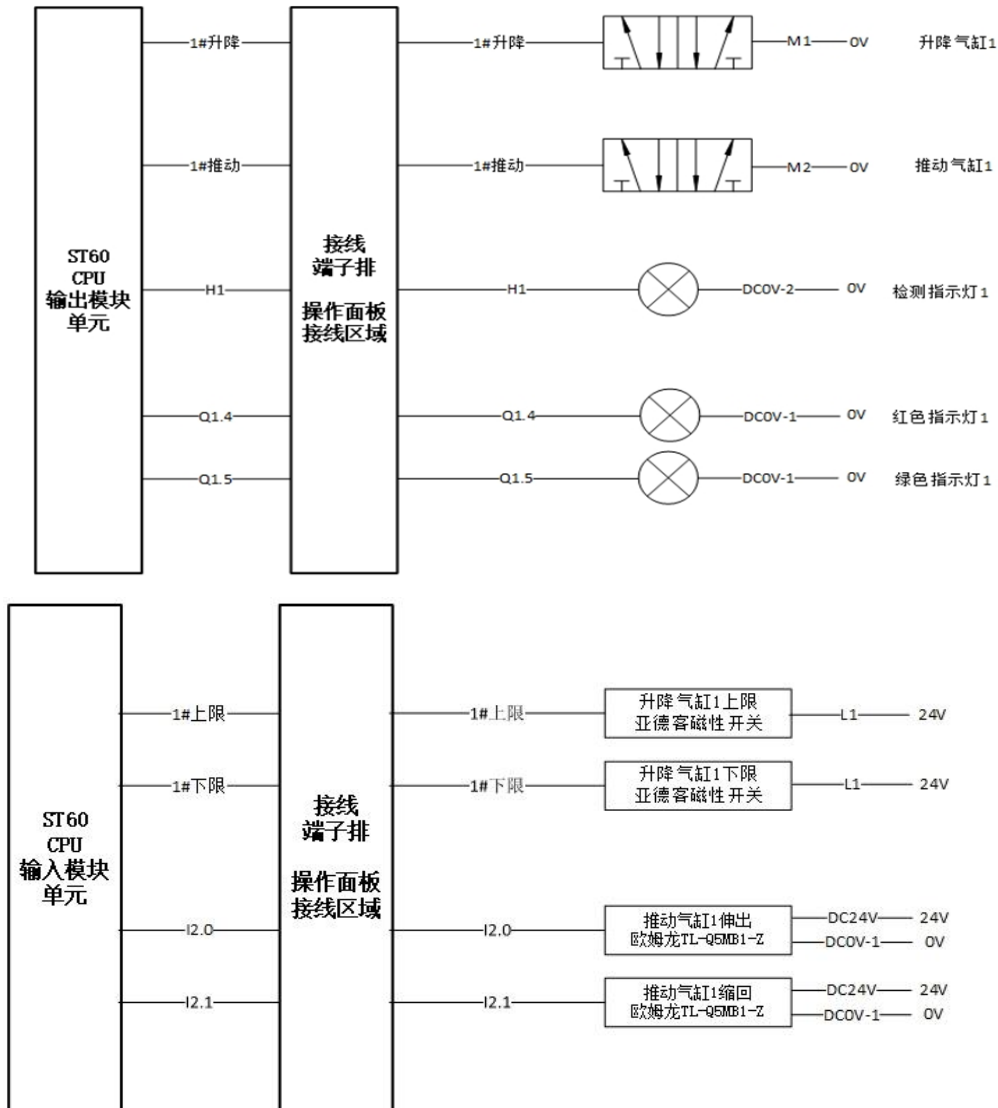 1#升降 1#升降 M1 0V 升降气缸1
1#推动 1#推动 M2 0V 推动气缸1
ST60
CPU
输出模块
单元
接线
端子排
操作面板
接线区域
H1 H1 DC0V-2 0V 检测指示灯1
Q1.4 Q1.4 DC0V-1 0V 红色指示灯1
Q1.5 Q1.5 DC0V-1 0V 绿色指示灯1
1#上限 1#上限 升降气缸1上限 L1 24V
亚德客磁性开关
1#下限 1#下限 升降气缸1下限 L1 24V
亚德客磁性开关
ST60
CPU
输入模块
单元
接线
端子排
操作面板
接线区域
I2.0 I2.0 推动气缸1伸出 DC24V 24V
欧姆龙TL-Q5MB1-Z DC0V-1 0V
I2.1 I2.1 推动气缸1缩回 DC24V 24V
欧姆龙TL-Q5MB1-Z DC0V-1 0V